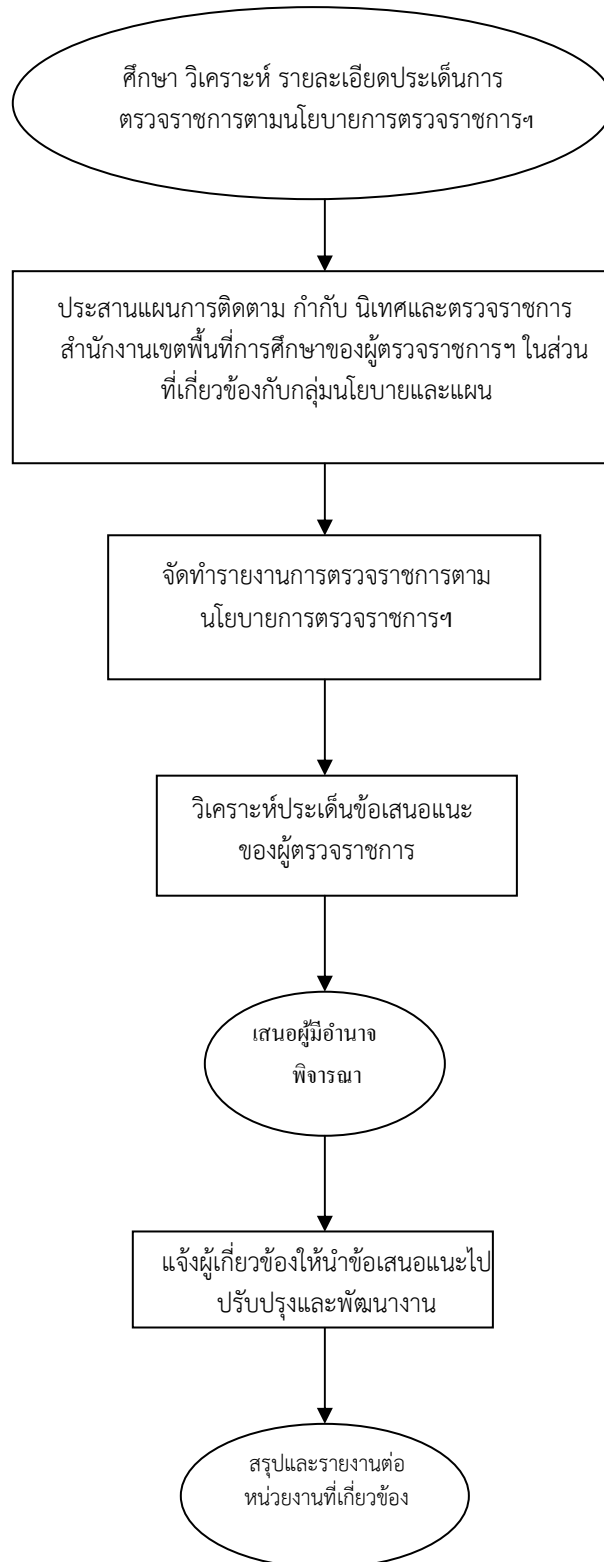 ศึกษา วิเคราะห์ รายละเอียดประเด็นการ
ตรวจราชการตามนโยบายการตรวจราชการฯ
ประสานแผนการติดตาม กำกับ นิเทศและตรวจราชการ
สำนักงานเขตพื้นที่การศึกษาของผู้ตรวจราชการฯ ในส่วน
ที่เกี่ยวข้องกับกลุ่มนโยบายและแผน
จัดทำรายงานการตรวจราชการตาม
นโยบายการตรวจราชการฯ
วิเคราะห์ประเด็นข้อเสนอแนะ
ของผู้ตรวจราชการ
เสนอผู้มีอำนาจ
พิจารณา
แจ้งผู้เกี่ยวข้องให้นำข้อเสนอแนะไป
ปรับปรุงและพัฒนางาน
สรุปและรายงานต่อ
หน่วยงานที่เกี่ยวข้อง